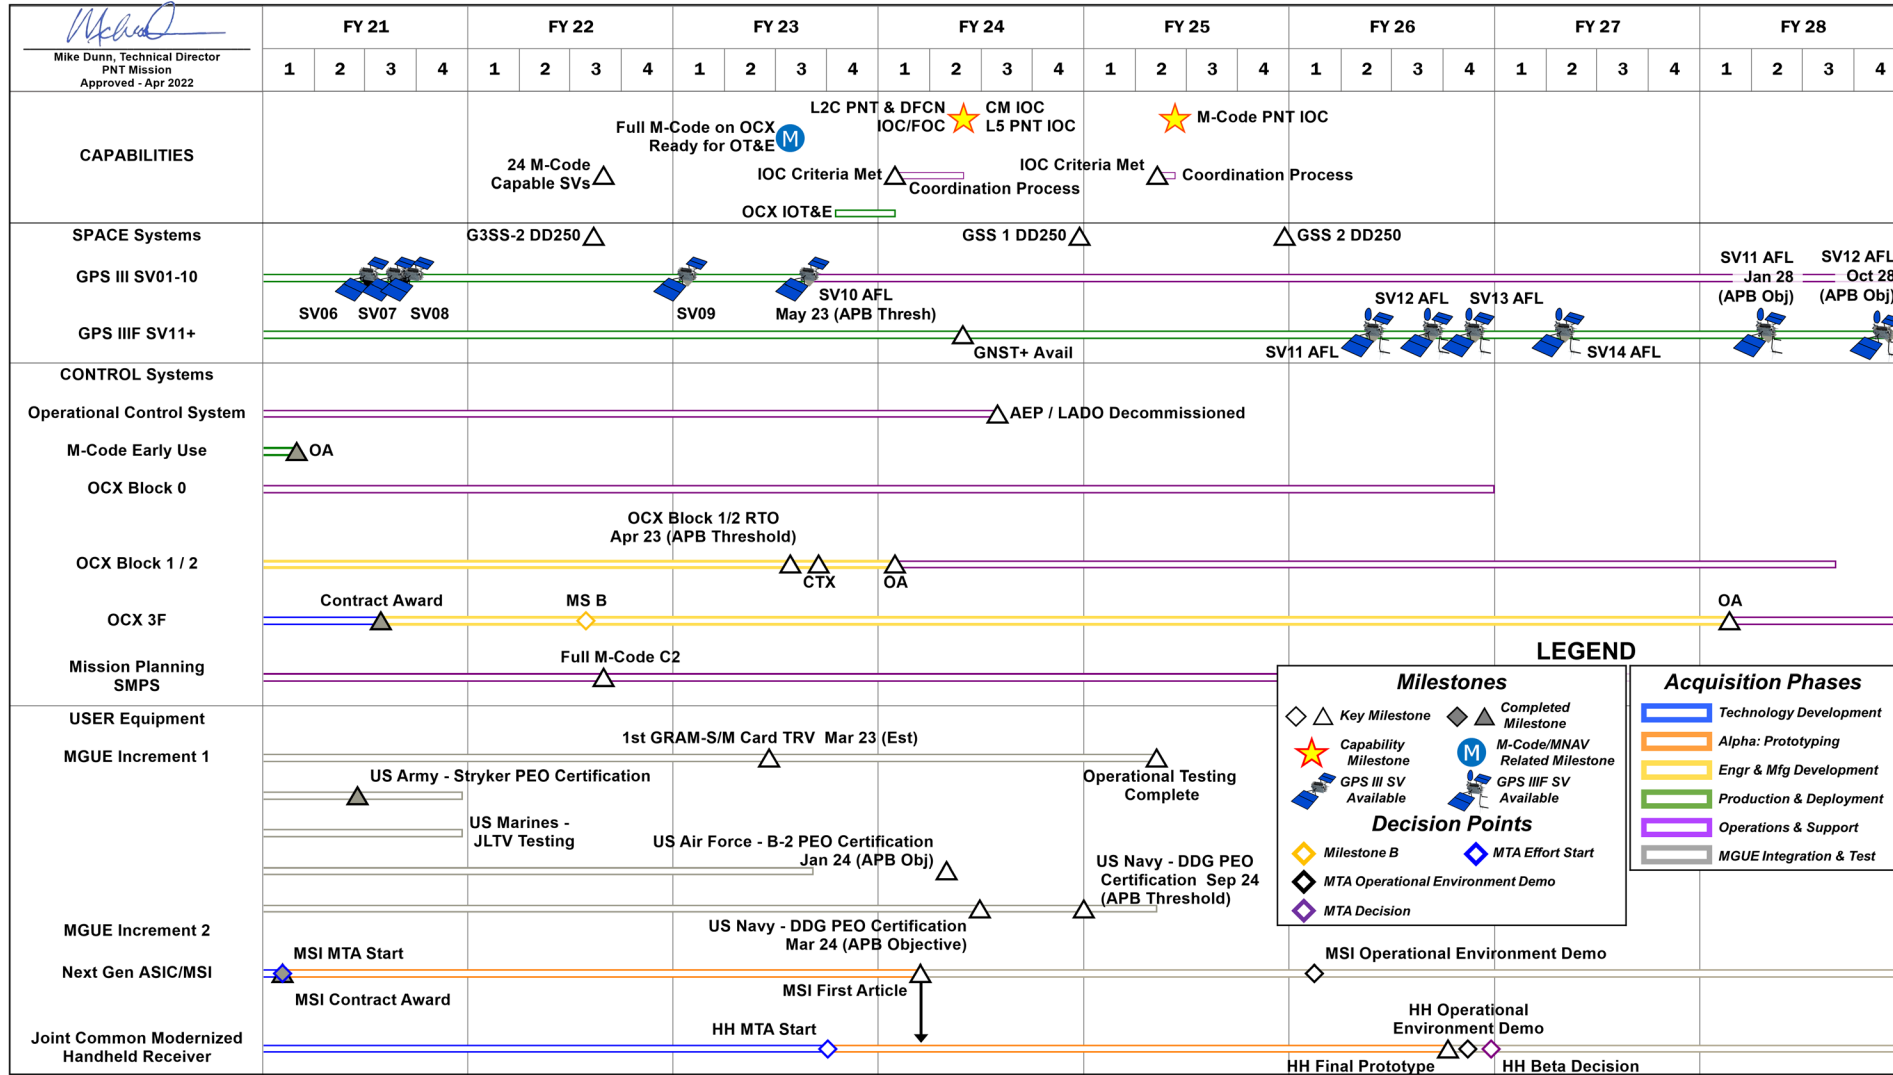 Mike Dunn, Technical Director
PNT Mission
Approved - Apr 2022
FY 21 FY 22 FY 23 FY 24 FY 25 FY 26 FY 27 FY 28
1 2 3 4 1 2 3 4 1 2 3 4 1 2 3 4 1 2 3 4 1 2 3 4 1 2 3 4 1 2 3 4
CAPABILITIES
24 M-Code
Capable SVs
Full M-Code on OCX
Ready for OT&E
M
L2C PNT & DFCN
IOC/FOC
CM IOC
L5 PNT IOC
M-Code PNT IOC
IOC Criteria Met
Coordination Process
IOC Criteria Met
Coordination Process
OCX IOT&E
SPACE Systems
G3SS-2 DD250
GSS 1 DD250
GSS 2 DD250
GPS III SV01-10
SV06
SV07
SV08
SV09
SV10 AFL
May 23 (APB Thresh)
SV11 AFL
Jan 28
(APB Obj)
SV12 AFL
Oct 28
(APB Obj)
GPS IIIF SV11+
GNST+ Avail
SV11 AFL
SV12 AFL
SV13 AFL
SV14 AFL
CONTROL Systems
Operational Control System
AEP / LADO Decommissioned
M-Code Early Use
OA
OCX Block 0
OCX Block 1/2 RTO
Apr 23 (APB Threshold)
OCX Block 1 / 2
CTX
OA
OCX 3F
Contract Award
MS B
OA
Mission Planning
SMPS
Full M-Code C2
USER Equipment
MGUE Increment 1
1st GRAM-S/M Card TRV Mar 23 (Est)
Operational Testing
Complete
US Army - Stryker PEO Certification
US Marines -
JLTV Testing
US Air Force - B-2 PEO Certification
Jan 24 (APB Obj)
US Navy - DDG PEO
Certification Sep 24
(APB Threshold)
US Navy - DDG PEO Certification
Mar 24 (APB Objective)
MGUE Increment 2
Next Gen ASIC/MSI
MSI MTA Start
MSI Contract Award
MSI First Article
MSI Operational Environment Demo
Joint Common Modernized
Handheld Receiver
HH MTA Start
HH Operational
Environment Demo
HH Final Prototype
HH Beta Decision
LEGEND
Milestones
Key Milestone
Completed
Milestone
Capability
Milestone
M
M-Code/MNAV
Related Milestone
GPS III SV
Available
GPS IIIF SV
Available
Decision Points
Milestone B
MTA Effort Start
MTA Operational Environment Demo
MTA Decision
Acquisition Phases
Technology Development
Alpha: Prototyping
Engr & Mfg Development
Production & Deployment
Operations & Support
MGUE Integration & Test